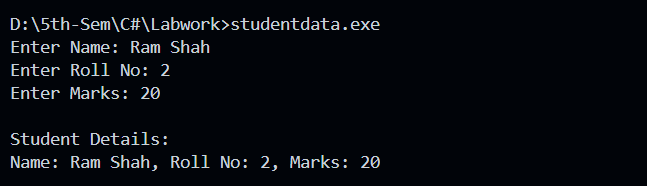 D:\5th-Sem\C#\Labwork>studentdata.exe
Enter Name: Ram Shah
Enter Roll No: 2
Enter Marks: 20
Student Details:
Name: Ram Shah, Roll No: 2, Marks: 20